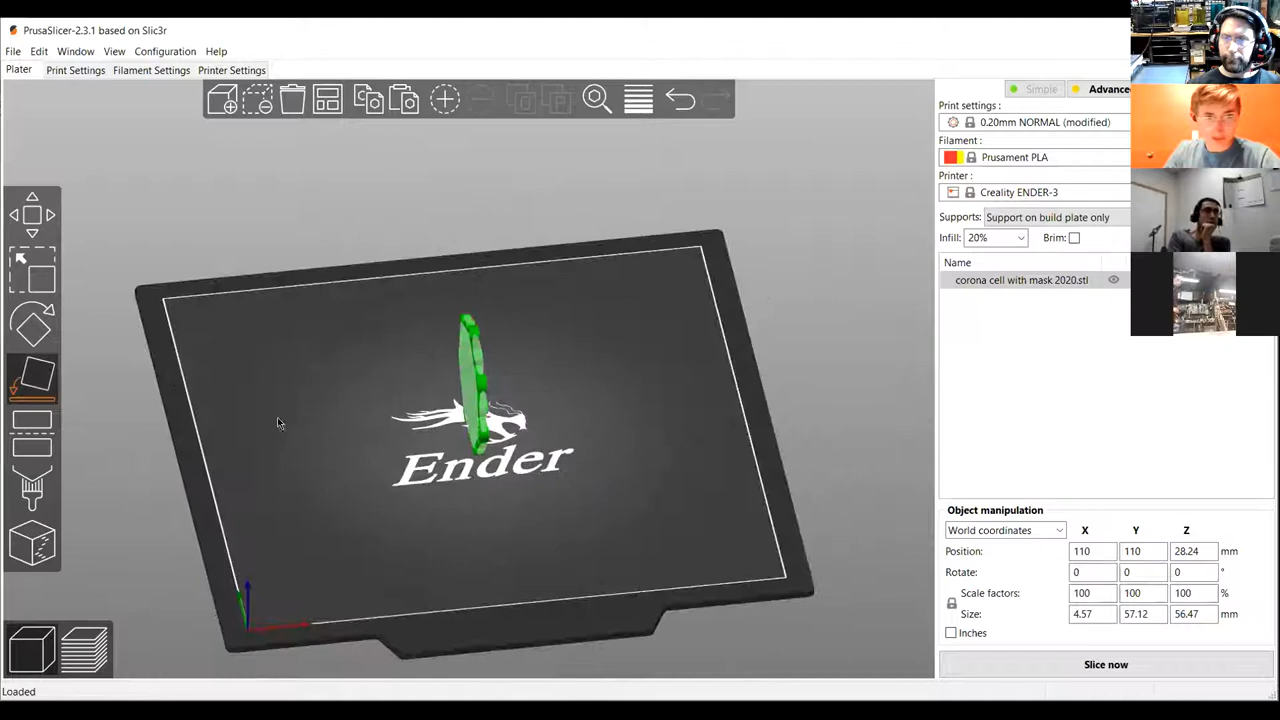 PrusaSlicer-2.3.1 based on Slic3r
File Edit Window View Configuration Help
Plater Print Settings Filament Settings Printer Settings
Simple Advanced
Print settings :
0.20mm NORMAL (modified)
Filament :
Prusament PLA
Printer :
Creality ENDER-3
Supports: Support on build plate only
Infill: 20% Brim:
Name
corona cell with mask 2020.stl
Ender
Object manipulation
World coordinates X Y Z
Position: 110 110 28.24 mm
Rotate: 0 0 0 °
Scale factors: 100 100 100 %
Size: 4.57 57.12 56.47 mm
Inches
Slice now
Loaded